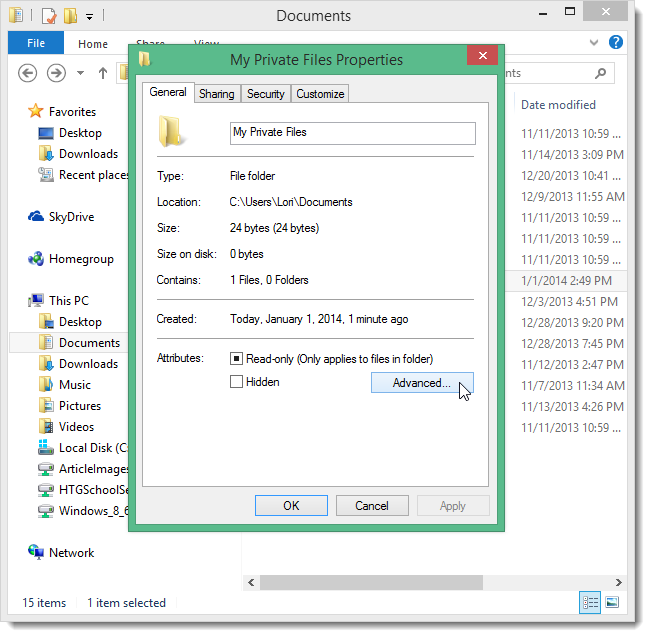 Documents
File Home Share View
My Private Files Properties
General Sharing Security Customize
My Private Files
Type: File folder
Location: C:\Users\Lori\Documents
Size: 24 bytes (24 bytes)
Size on disk: 0 bytes
Contains: 1 Files, 0 Folders
Created: Today, January 1, 2014, 1 minute ago
Attributes: Read-only (Only applies to files in folder)
Hidden
Advanced...
OK Cancel Apply
Favorites
Desktop
Downloads
Recent places
SkyDrive
Homegroup
This PC
Desktop
Documents
Downloads
Music
Pictures
Videos
Local Disk (C
ArticleImages
HTGSchoolSe
Windows_8_6
Network
nts
Date modified
11/11/2013 10:59 ...
11/14/2013 3:09 PM
12/20/2013 10:41 ...
12/9/2013 11:55 AM
11/11/2013 10:59 ...
11/11/2013 10:59 ...
11/11/2013 10:59 ...
1/1/2014 2:49 PM
12/3/2013 4:51 PM
12/28/2013 9:20 PM
12/28/2013 7:45 PM
11/12/2013 2:47 PM
11/7/2013 11:34 AM
11/13/2013 4:26 PM
11/11/2013 10:59 ...
15 items 1 item selected